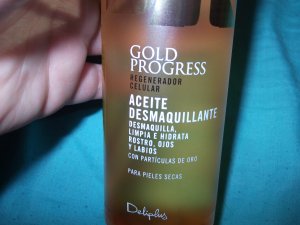 GOLD
PROGRESS
REGENERADOR
CELULAR
ACEITE
DESMAQUILLANTE
DESMAQUILLA,
LIMPIA E HIDRATA
ROSTRO, OJOS
Y LABIOS
CON PARTÍCULAS DE ORO
PARA PIELES SECAS
Deliplus